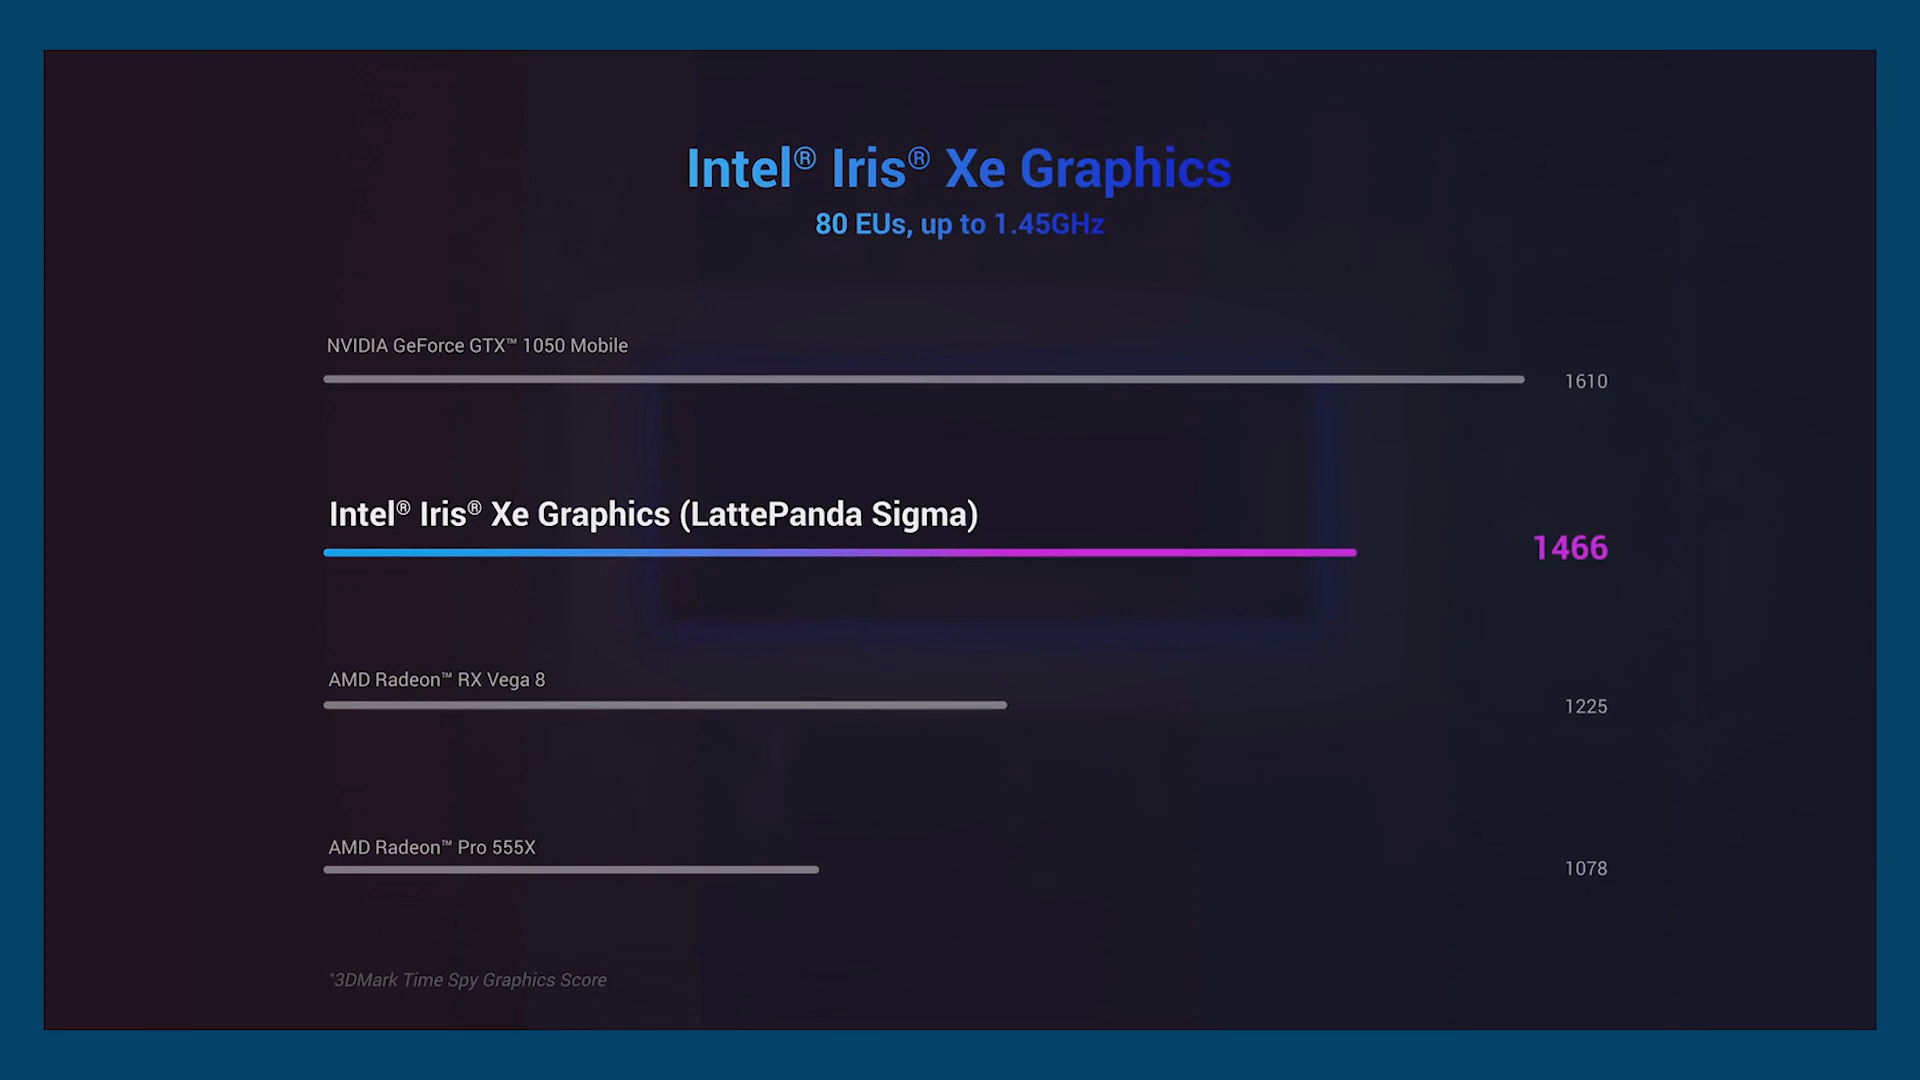 Intel® Iris® Xe Graphics
80 EUs, up to 1.45GHz
NVIDIA GeForce GTX™ 1050 Mobile
1610
Intel® Iris® Xe Graphics (LattePanda Sigma)
1466
AMD Radeon™ RX Vega 8
1225
AMD Radeon™ Pro 555X
1078
*3DMark Time Spy Graphics Score